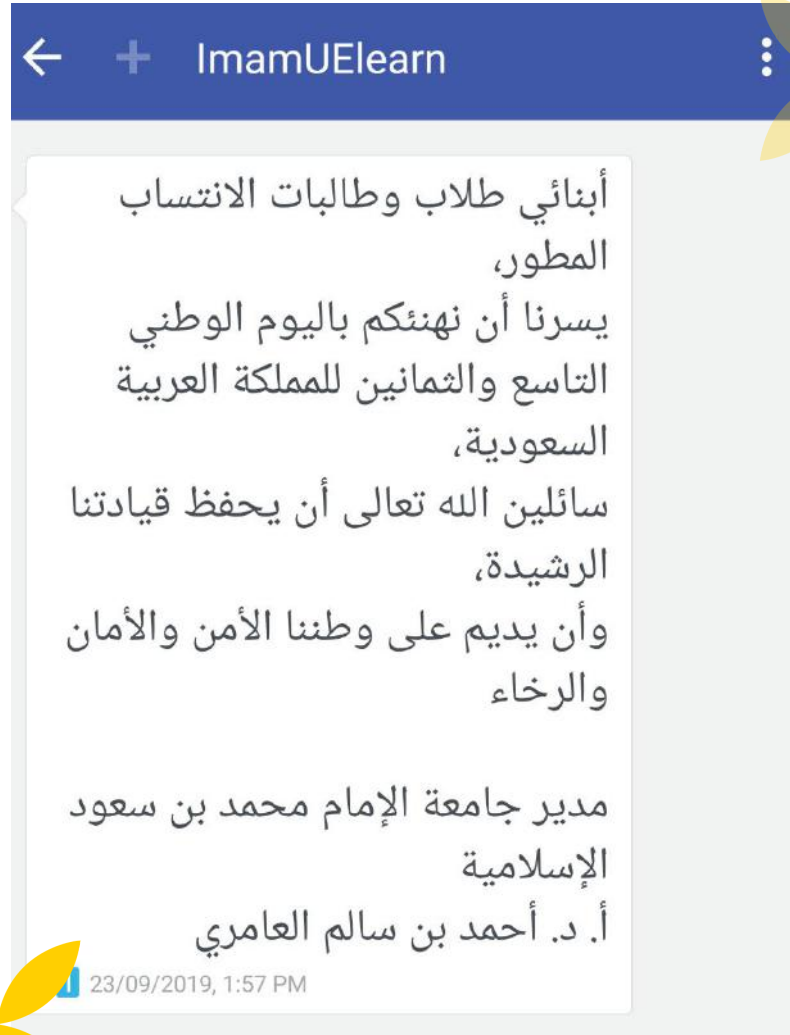 ImamUElearn
أبنائي طلاب وطالبات الانتساب
المطور،
يسرنا أن نهنئكم باليوم الوطني
التاسع والثمانين للمملكة العربية
السعودية،
سائلين الله تعالى أن يحفظ قيادتنا
الرشيدة،
وأن يديم على وطننا الأمن والأمان
والرخاء
مدير جامعة الإمام محمد بن سعود
الإسلامية
أ. د. أحمد بن سالم العامري
23/09/2019, 1:57 PM